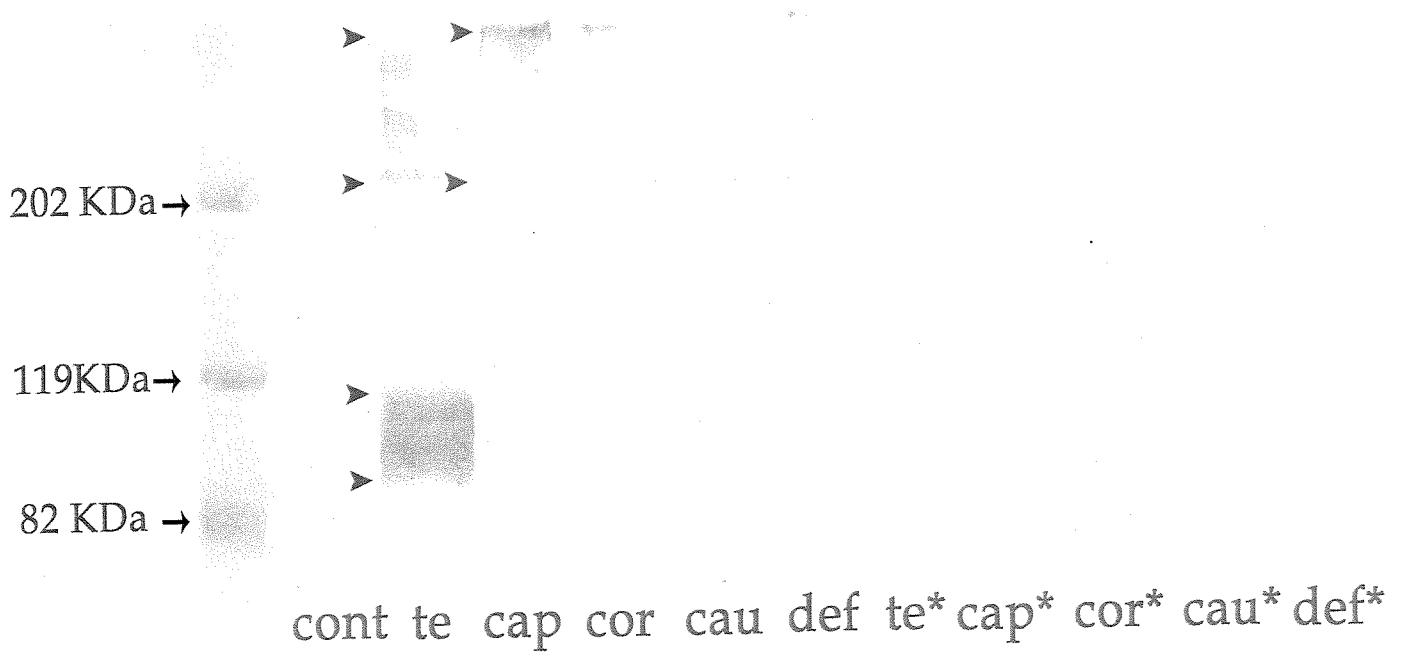 202 KDa→
119KDa→
82 KDa →
cont te cap cor cau def te* cap* cor* cau* def*